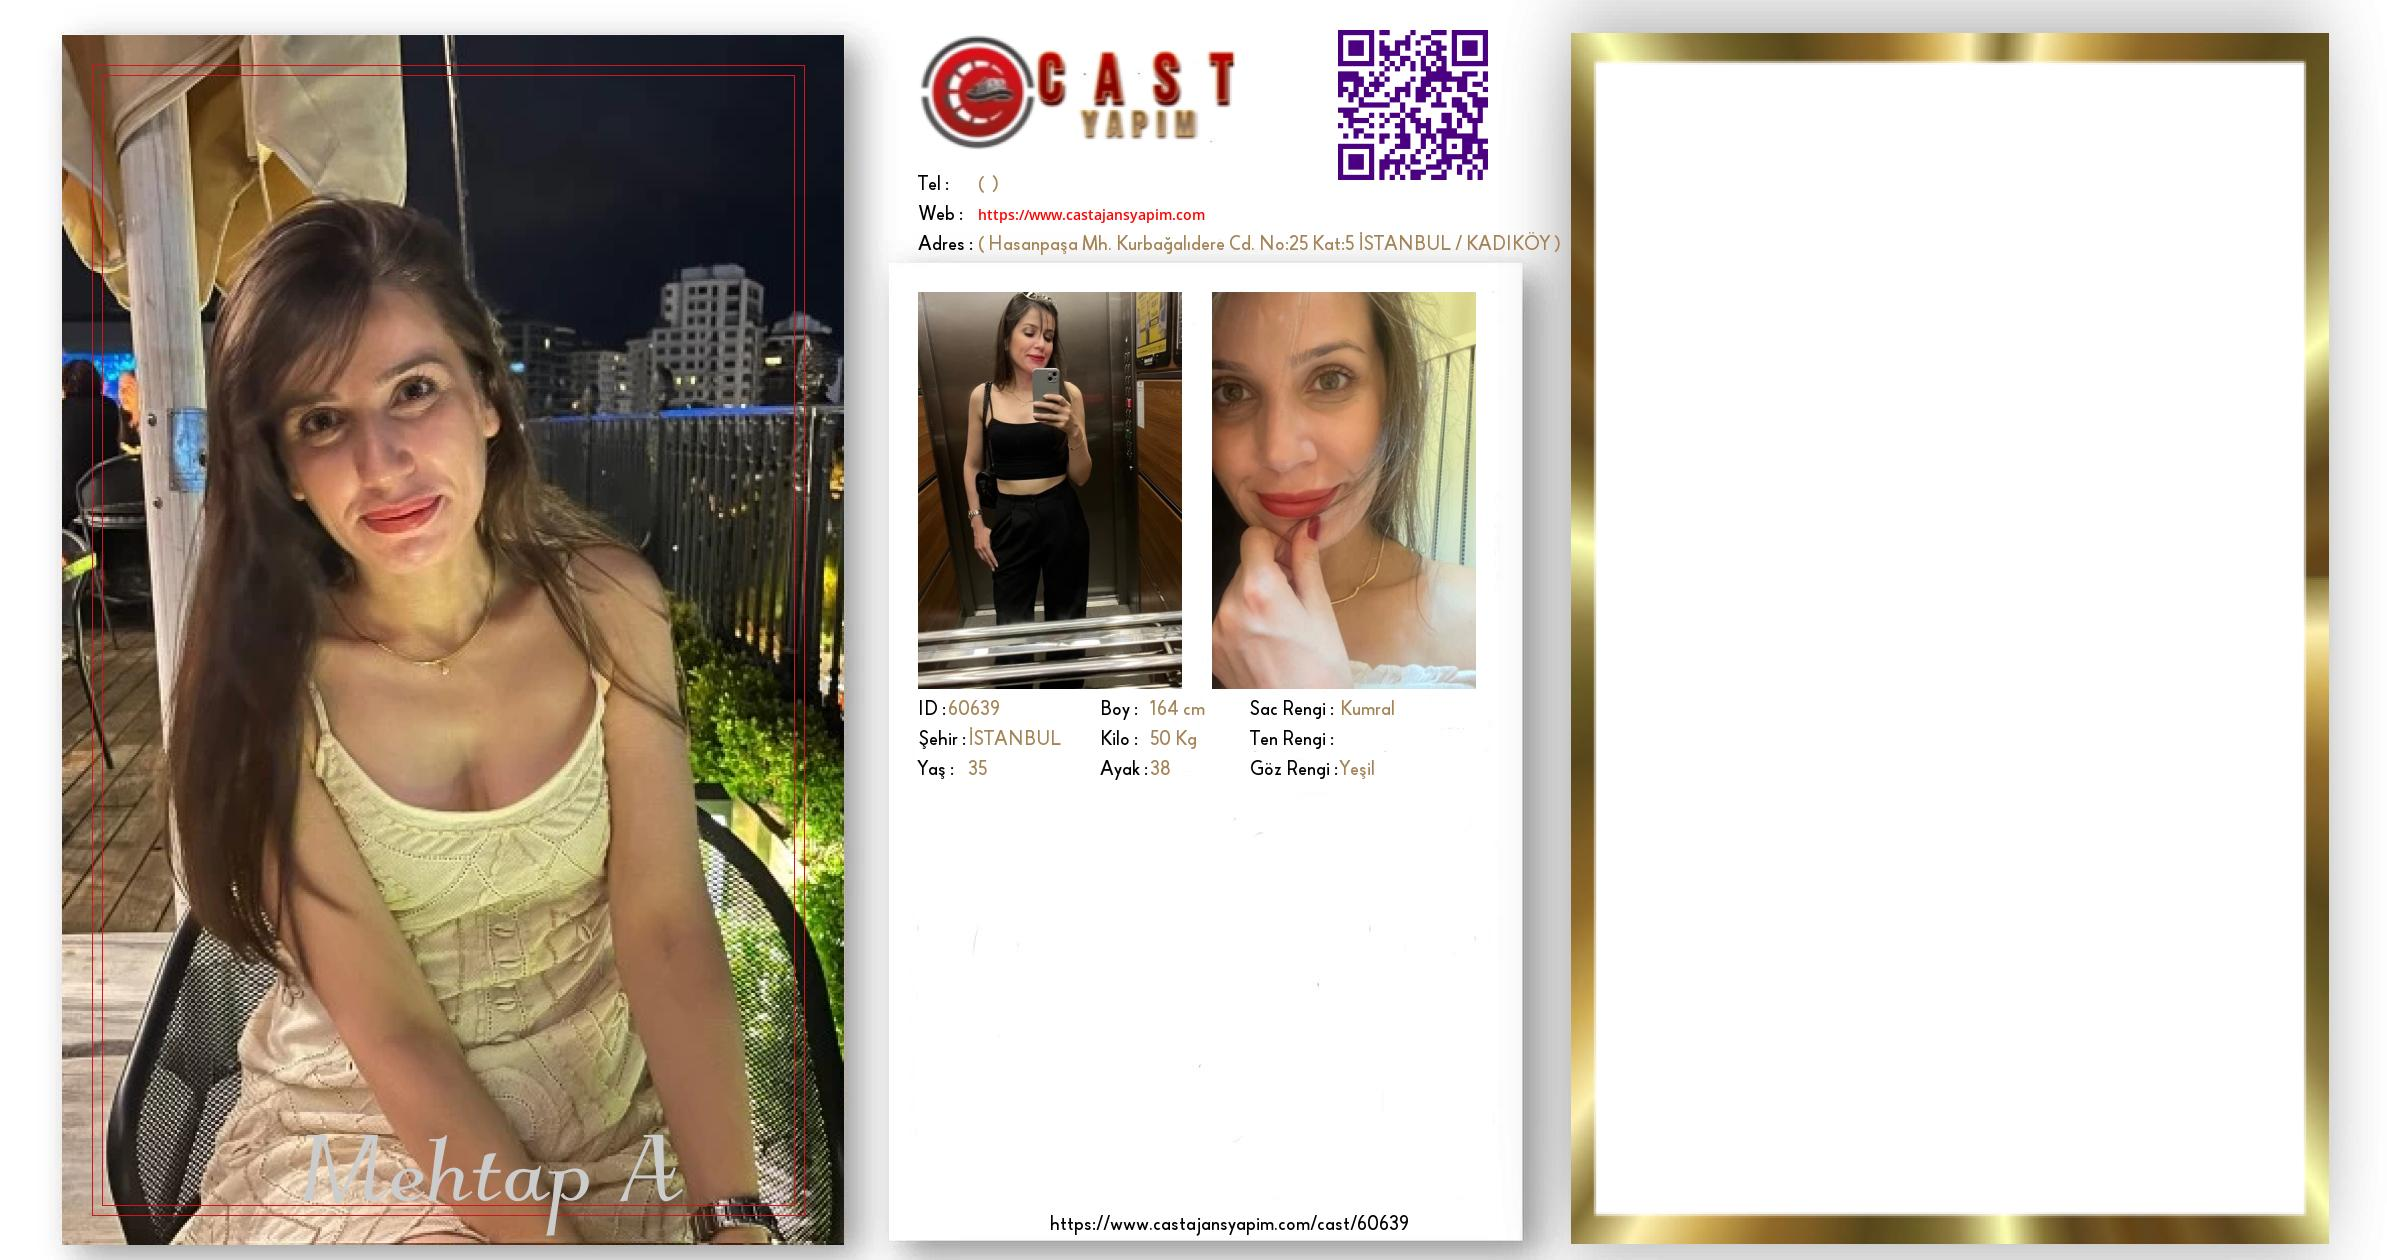 Mehtap A
CAST
YAPIM
Tel : ( )
Web : https://www.castajansyapim.com
Adres : ( Hasanpaşa Mh. Kurbağalıdere Cd. No:25 Kat:5 İSTANBUL / KADIKÖY )
ID : 60639 Boy : 164 cm Sac Rengi : Kumral
Şehir : İSTANBUL Kilo : 50 Kg Ten Rengi :
Yaş : 35 Ayak : 38 Göz Rengi : Yeşil
https://www.castajansyapim.com/cast/60639